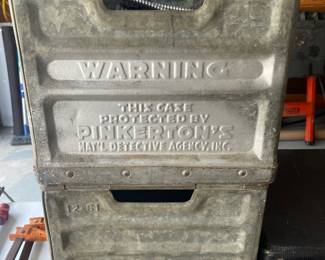 WARNING
THIS CASE
PROTECTED BY
PINKERTON'S
NAT'L DETECTIVE AGENCY, INC.
12-61